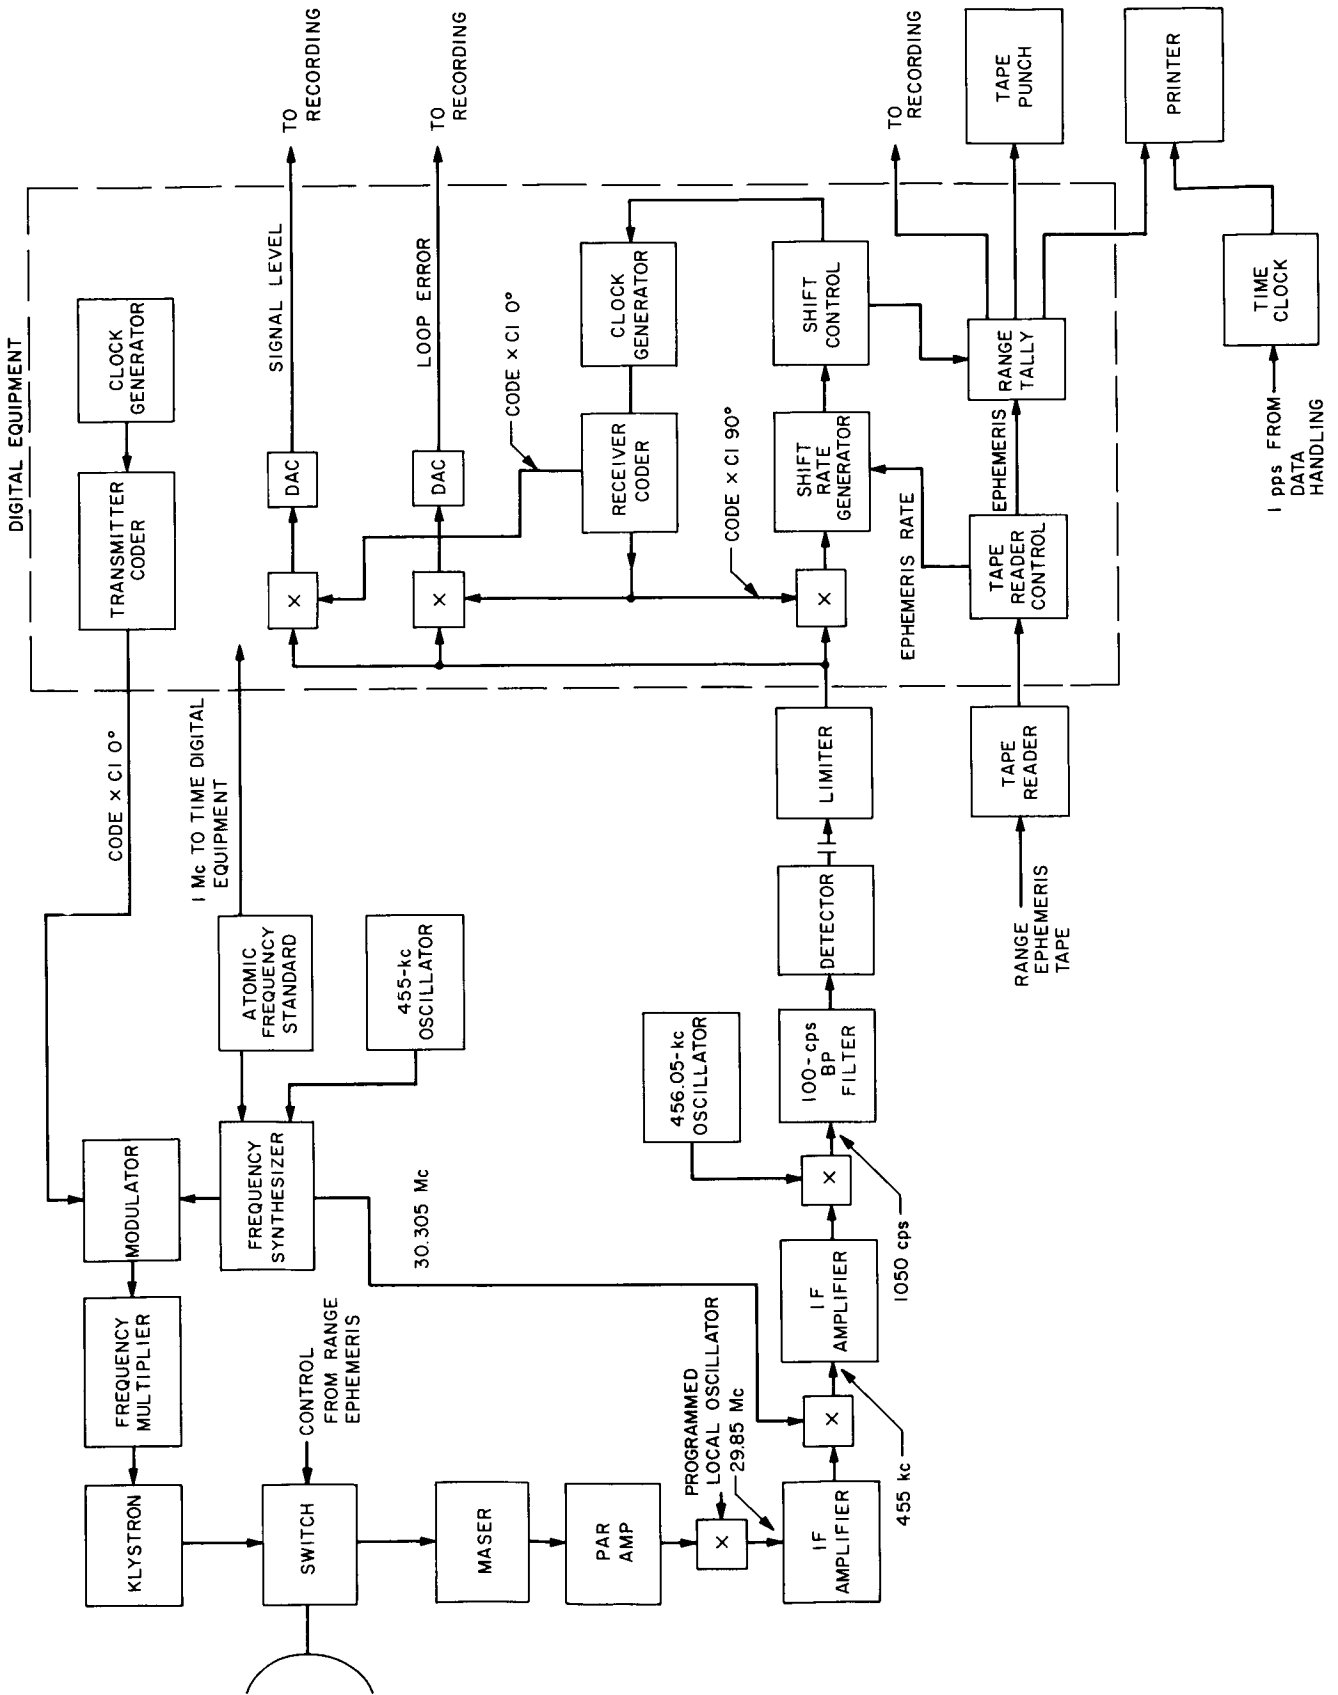 DIGITAL EQUIPMENT
KLYSTRON
FREQUENCY
MULTIPLIER
MODULATOR
CODE × Cl 0°
TRANSMITTER
CODER
CLOCK
GENERATOR
SWITCH
CONTROL
FROM RANGE
EPHEMERIS
FREQUENCY
SYNTHESIZER
ATOMIC
FREQUENCY
STANDARD
1 Mc TO TIME DIGITAL
EQUIPMENT
455-kc
OSCILLATOR
30.305 Mc
×
DAC
SIGNAL LEVEL
TO
RECORDING
×
DAC
LOOP ERROR
TO
RECORDING
CODE × Cl 0°
MASER
PAR
AMP
RECEIVER
CODER
CLOCK
GENERATOR
PROGRAMMED
LOCAL OSCILLATOR
29.85 Mc
×
456.05-kc
OSCILLATOR
CODE × Cl 90°
IF
AMPLIFIER
×
IF
AMPLIFIER
×
100-cps
BP
FILTER
DETECTOR
LIMITER
×
SHIFT
RATE
GENERATOR
SHIFT
CONTROL
455 kc
1050 cps
EPHEMERIS RATE
TO
RECORDING
RANGE
EPHEMERIS
TAPE
TAPE
READER
TAPE
READER
CONTROL
EPHEMERIS
RANGE
TALLY
TAPE
PUNCH
PRINTER
TIME
CLOCK
1 pps FROM
DATA
HANDLING